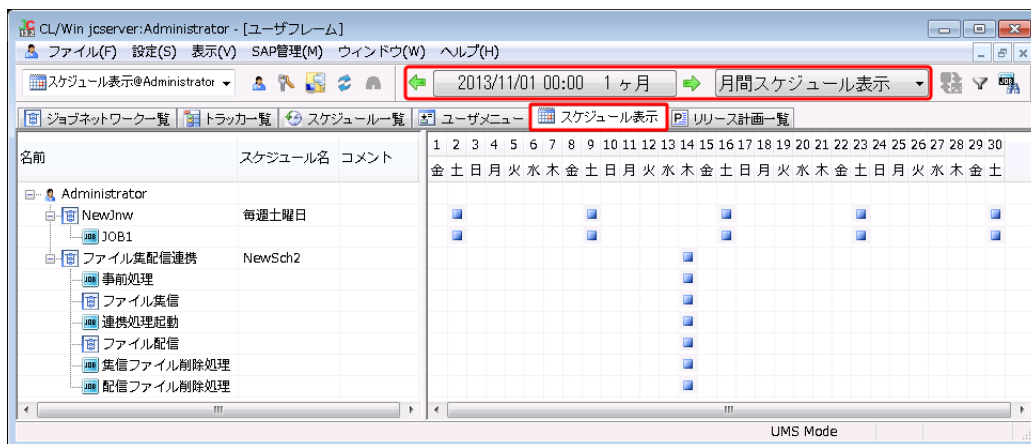 CL/Win jcserver:Administrator - [ユーザフレーム]
ファイル(F) 設定(S) 表示(V) SAP管理(M) ウィンドウ(W) ヘルプ(H)
スケジュール表示@Administrator 2013/11/01 00:00 1 ヶ月 月間スケジュール表示
ジョブネットワーク一覧 トラッカー一覧 スケジュール一覧 ユーザメニュー スケジュール表示 リリース計画一覧
名前 スケジュール名 コメント
1 2 3 4 5 6 7 8 9 10 11 12 13 14 15 16 17 18 19 20 21 22 23 24 25 26 27 28 29 30
金 土 日 月 火 水 木 金 土 日 月 火 水 木 金 土 日 月 火 水 木 金 土 日 月 火 水 木 金 土
Administrator
NewJnw 毎週土曜日
JOB JOB1
ファイル集配信連携 NewSch2
JOB 事前処理
ファイル集信
JOB 連携処理起動
ファイル配信
JOB 集信ファイル削除処理
JOB 配信ファイル削除処理
UMS Mode